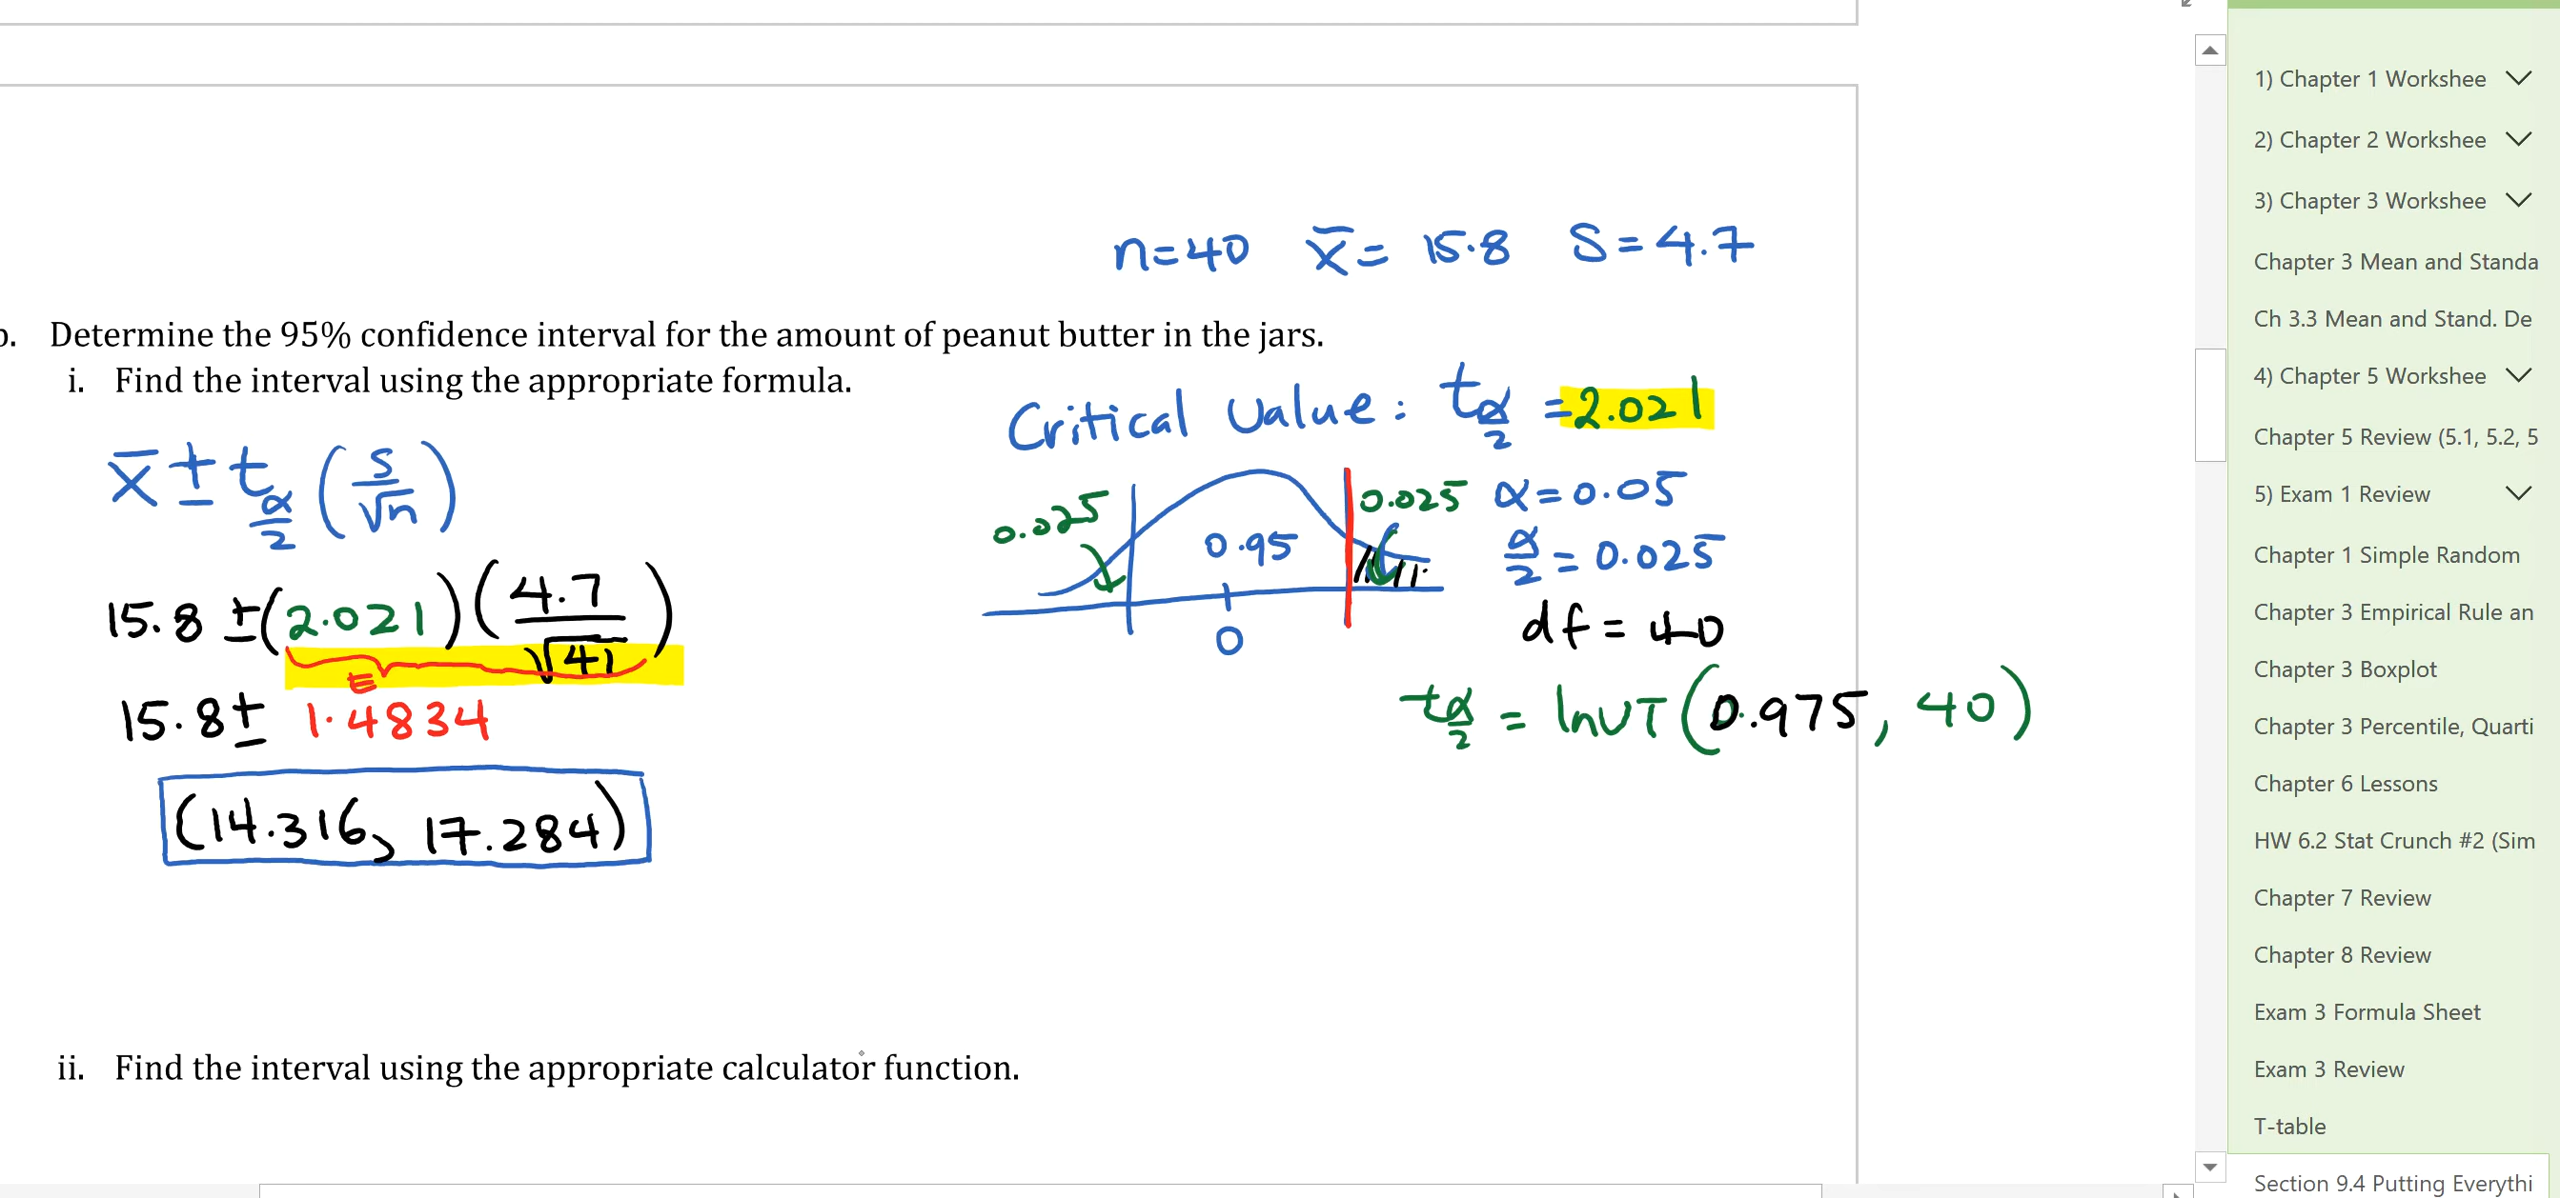 n=40 x̄= 15.8 S=4.7
b. Determine the 95% confidence interval for the amount of peanut butter in the jars.
i. Find the interval using the appropriate formula.
Critical Value: t α/2 =2.021
x̄ ± t α/2 (s/√n)
0.025 0.95 0.025 α=0.05
0
α/2 = 0.025
15.8 ±(2.021)(4.7/√41)
df = 40
E
15.8± 1.4834
t α/2 = InvT(0.975, 40)
(14.316, 17.284)
ii. Find the interval using the appropriate calculator function.
1) Chapter 1 Workshee
2) Chapter 2 Workshee
3) Chapter 3 Workshee
Chapter 3 Mean and Standa
Ch 3.3 Mean and Stand. De
4) Chapter 5 Workshee
Chapter 5 Review (5.1, 5.2, 5
5) Exam 1 Review
Chapter 1 Simple Random
Chapter 3 Empirical Rule an
Chapter 3 Boxplot
Chapter 3 Percentile, Quarti
Chapter 6 Lessons
HW 6.2 Stat Crunch #2 (Sim
Chapter 7 Review
Chapter 8 Review
Exam 3 Formula Sheet
Exam 3 Review
T-table
Section 9.4 Putting Everythi